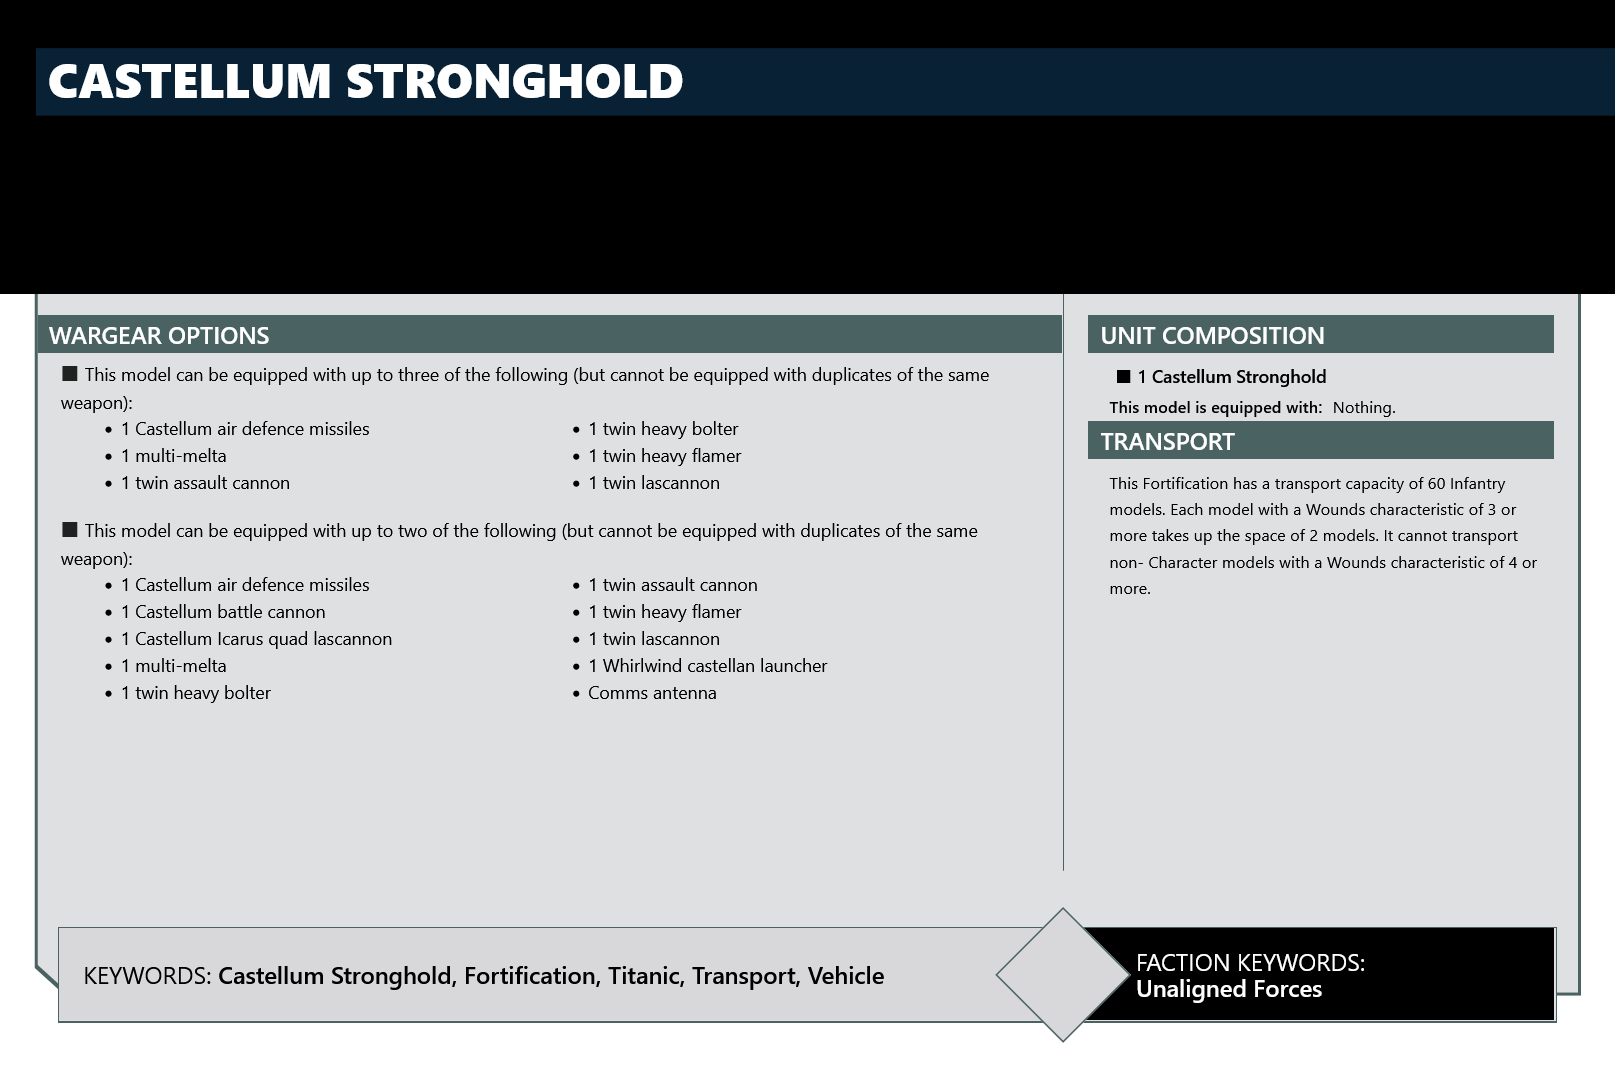 CASTELLUM STRONGHOLD
WARGEAR OPTIONS
■ This model can be equipped with up to three of the following (but cannot be equipped with duplicates of the same
weapon):
• 1 Castellum air defence missiles
• 1 multi-melta
• 1 twin assault cannon
• 1 twin heavy bolter
• 1 twin heavy flamer
• 1 twin lascannon
■ This model can be equipped with up to two of the following (but cannot be equipped with duplicates of the same
weapon):
• 1 Castellum air defence missiles
• 1 Castellum battle cannon
• 1 Castellum Icarus quad lascannon
• 1 multi-melta
• 1 twin heavy bolter
• 1 twin assault cannon
• 1 twin heavy flamer
• 1 twin lascannon
• 1 Whirlwind castellan launcher
• Comms antenna
UNIT COMPOSITION
■ 1 Castellum Stronghold
This model is equipped with: Nothing.
TRANSPORT
This Fortification has a transport capacity of 60 Infantry
models. Each model with a Wounds characteristic of 3 or
more takes up the space of 2 models. It cannot transport
non- Character models with a Wounds characteristic of 4 or
more.
KEYWORDS: Castellum Stronghold, Fortification, Titanic, Transport, Vehicle
FACTION KEYWORDS:
Unaligned Forces